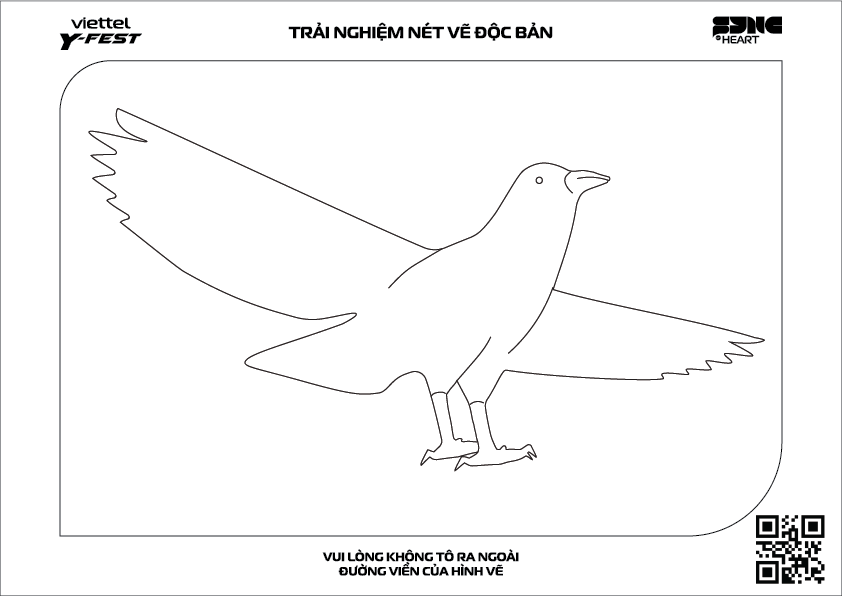 viettel
Y-FEST
TRẢI NGHIỆM NÉT VẼ ĐỘC BẢN
SYNC
HEART
VUI LÒNG KHÔNG TÔ RA NGOÀI
ĐƯỜNG VIỀN CỦA HÌNH VẼ